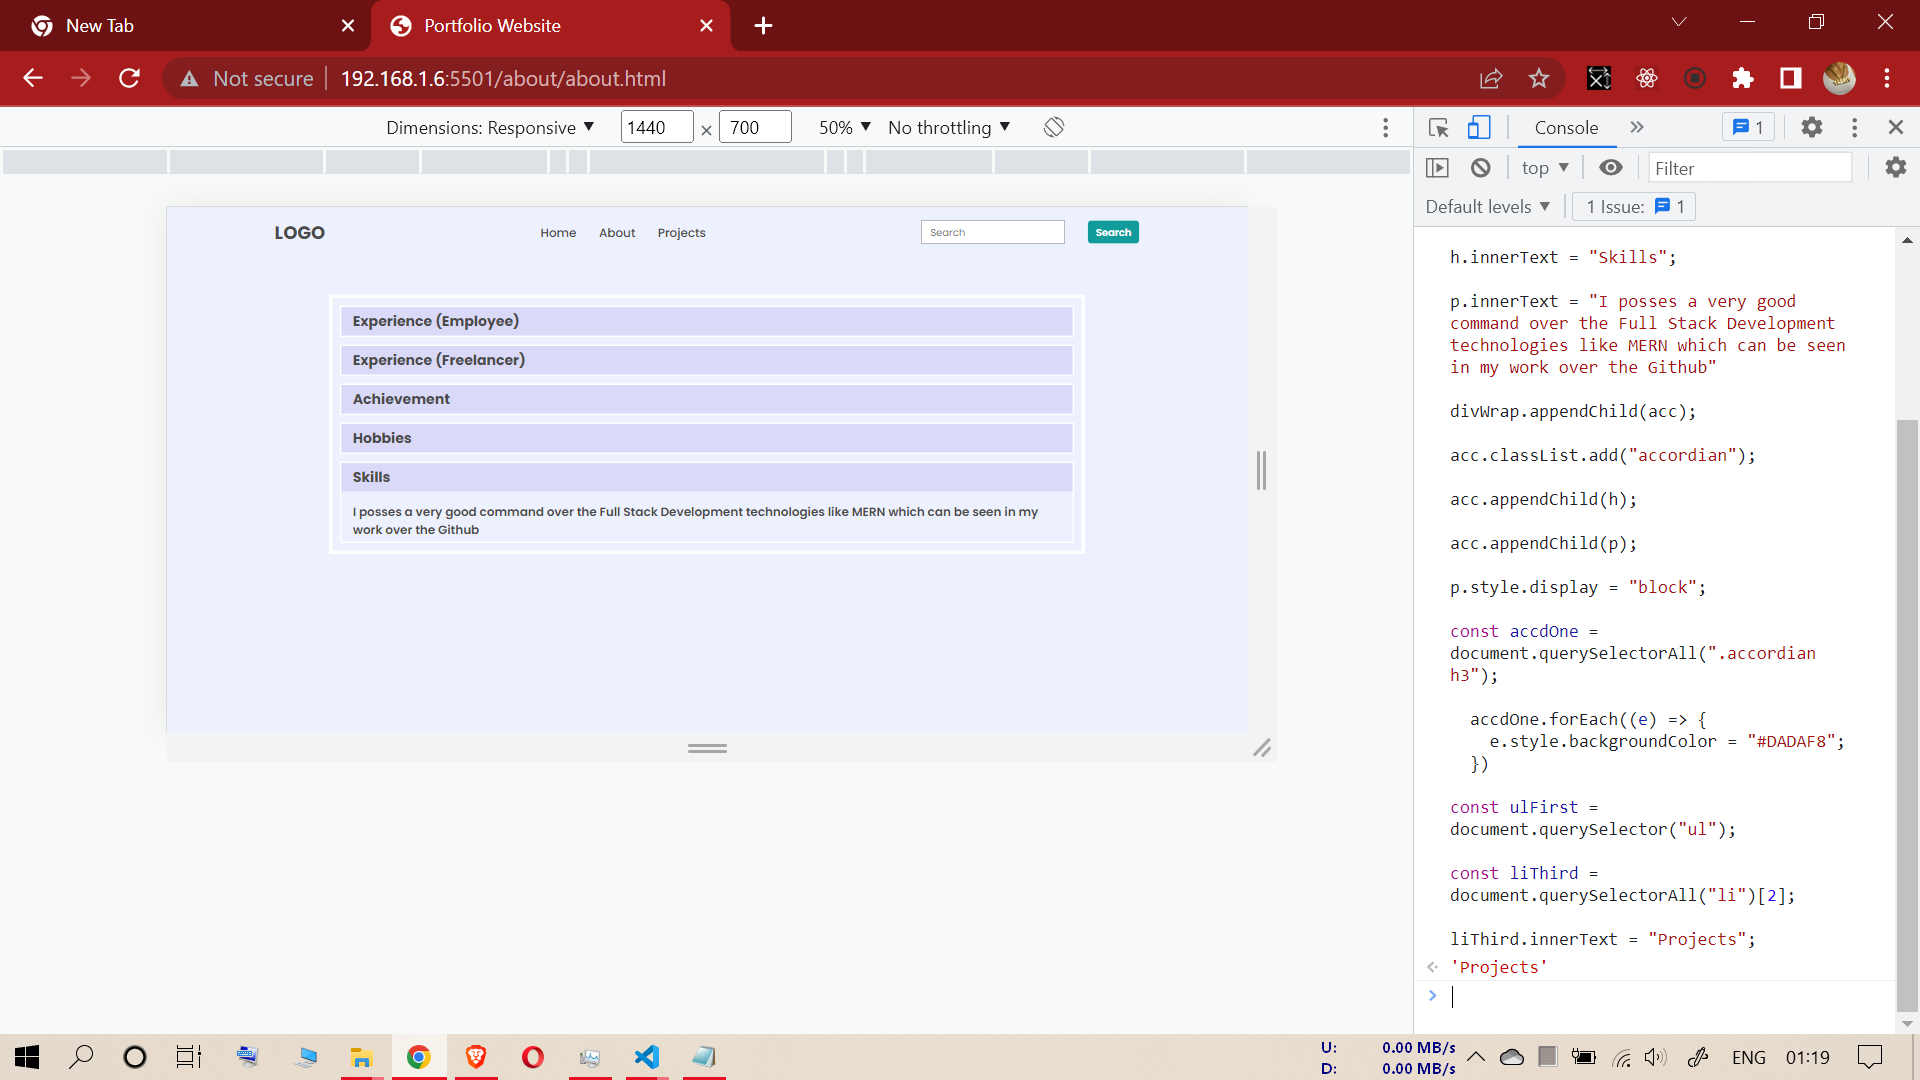 New Tab
Portfolio Website
Not secure
192.168.1.6:5501/about/about.html
Dimensions: Responsive
1440
×
700
50%
No throttling
Console
1
top
Filter
Default levels
1 Issue:
1
LOGO
Home
About
Projects
Search
Search
Experience (Employee)
Experience (Freelancer)
Achievement
Hobbies
Skills
I posses a very good command over the Full Stack Development technologies like MERN which can be seen in my
work over the Github
h.innerText = "Skills";
p.innerText = "I posses a very good
command over the Full Stack Development
technologies like MERN which can be seen
in my work over the Github"
divWrap.appendChild(acc);
acc.classList.add("accordian");
acc.appendChild(h);
acc.appendChild(p);
p.style.display = "block";
const accdOne =
document.querySelectorAll(".accordian
h3");
accdOne.forEach((e) => {
e.style.backgroundColor = "#DADAF8";
})
const ulFirst =
document.querySelector("ul");
const liThird =
document.querySelectorAll("li")[2];
liThird.innerText = "Projects";
'Projects'
U: 0.00 MB/s
D: 0.00 MB/s
ENG
01:19